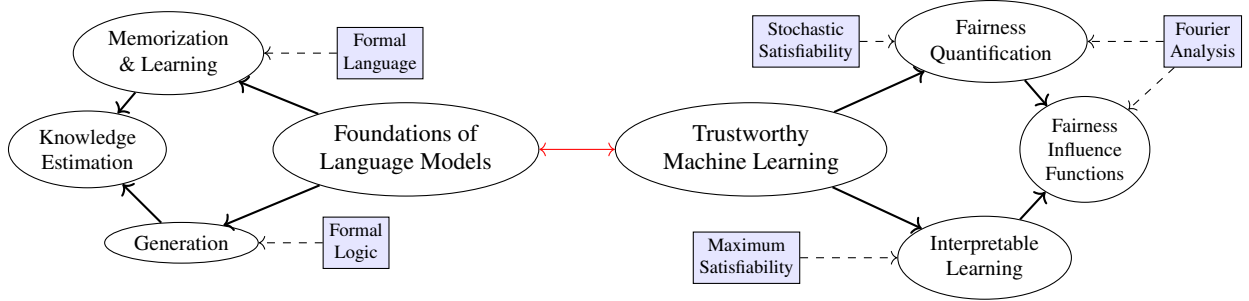 Memorization
& Learning
Formal
Language
Knowledge
Estimation
Foundations of
Language Models
Generation
Formal
Logic
Stochastic
Satisfiability
Fairness
Quantification
Fourier
Analysis
Trustworthy
Machine Learning
Fairness
Influence
Functions
Maximum
Satisfiability
Interpretable
Learning